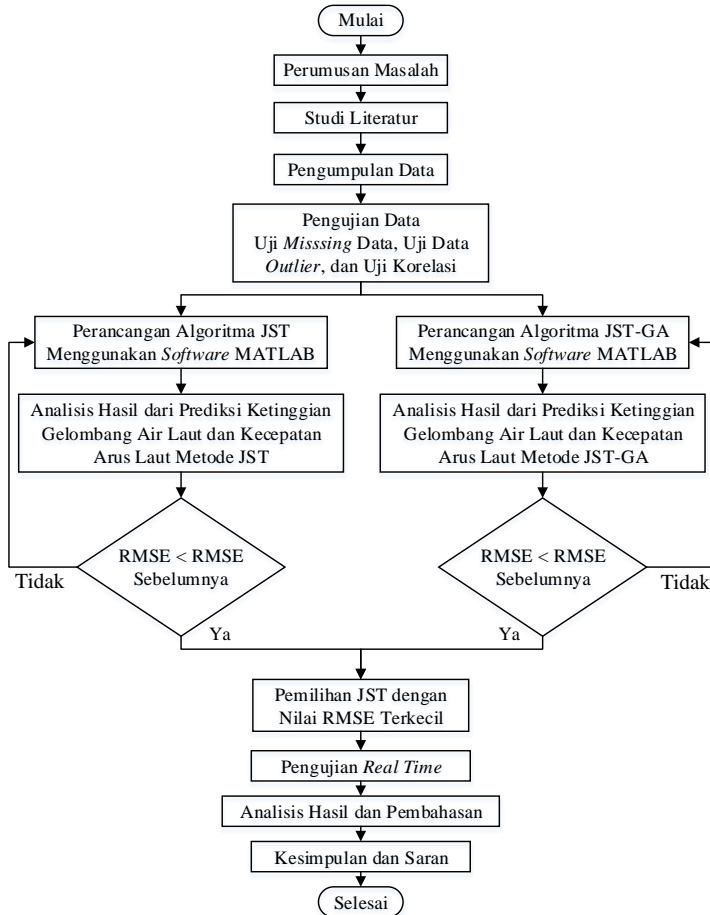 Mulai
Perumusan Masalah
Studi Literatur
Pengumpulan Data
Pengujian Data
Uji Misssing Data, Uji Data
Outlier, dan Uji Korelasi
Perancangan Algoritma JST
Menggunakan Software MATLAB
Perancangan Algoritma JST-GA
Menggunakan Software MATLAB
Analisis Hasil dari Prediksi Ketinggian
Gelombang Air Laut dan Kecepatan
Arus Laut Metode JST
Analisis Hasil dari Prediksi Ketinggian
Gelombang Air Laut dan Kecepatan
Arus Laut Metode JST-GA
RMSE < RMSE
Sebelumnya
Tidak
Ya
RMSE < RMSE
Sebelumnya
Tidak
Ya
Pemilihan JST dengan
Nilai RMSE Terkecil
Pengujian Real Time
Analisis Hasil dan Pembahasan
Kesimpulan dan Saran
Selesai